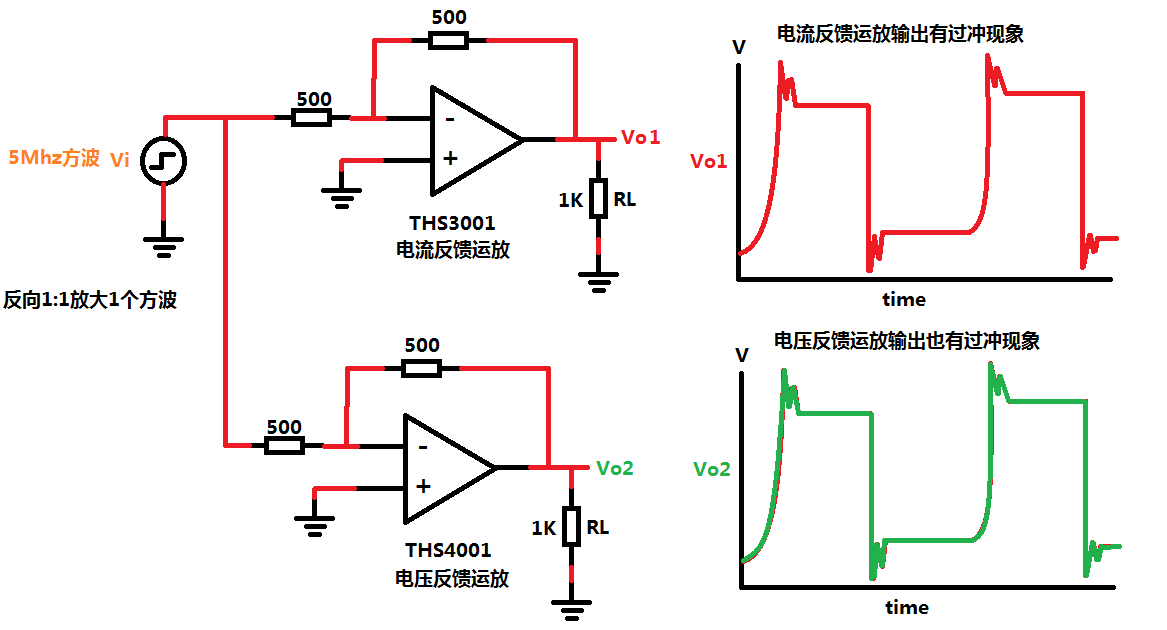 500
500
5Mhz方波 Vi
-
+
Vo1
1K RL
THS3001
电流反馈运放
反向1:1放大1个方波
500
500
-
+
Vo2
1K RL
THS4001
电压反馈运放
电流反馈运放输出有过冲现象
V
Vo1
time
电压反馈运放输出也有过冲现象
V
Vo2
time